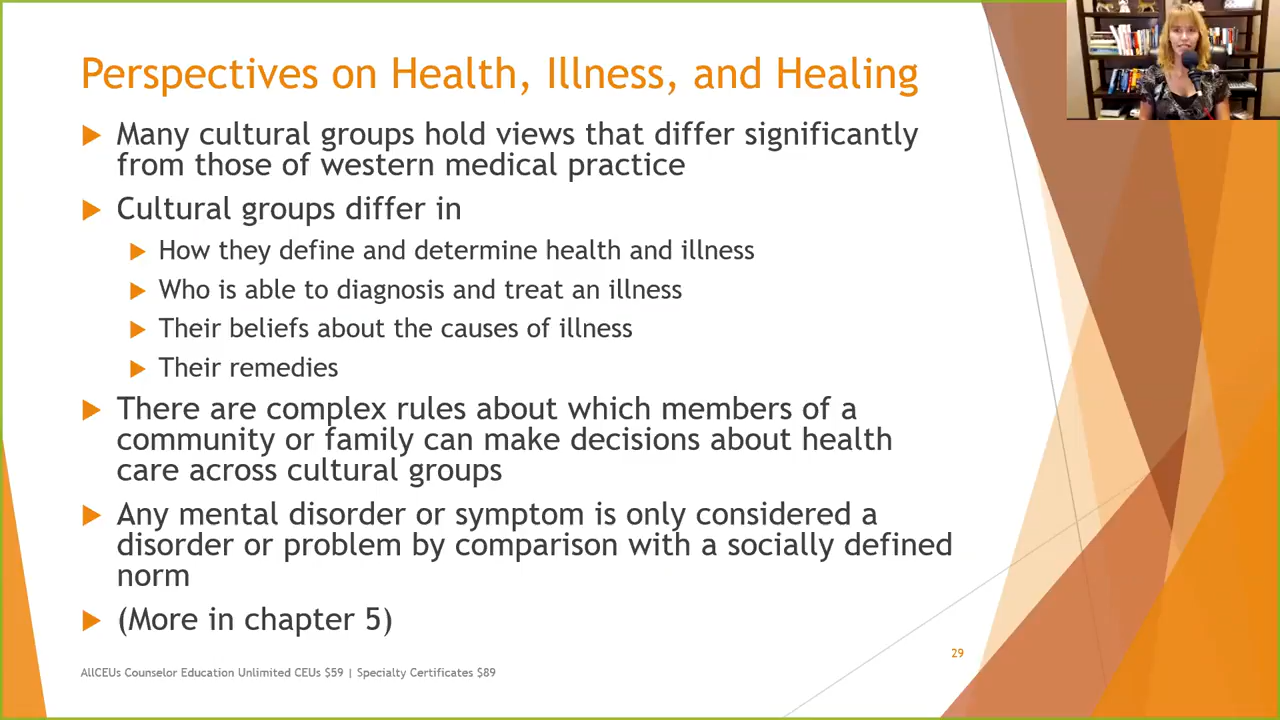 Perspectives on Health, Illness, and Healing
Many cultural groups hold views that differ significantly
from those of western medical practice
Cultural groups differ in
How they define and determine health and illness
Who is able to diagnosis and treat an illness
Their beliefs about the causes of illness
Their remedies
There are complex rules about which members of a
community or family can make decisions about health
care across cultural groups
Any mental disorder or symptom is only considered a
disorder or problem by comparison with a socially defined
norm
(More in chapter 5)
29
AllCEUs Counselor Education Unlimited CEUs $59 | Specialty Certificates $89